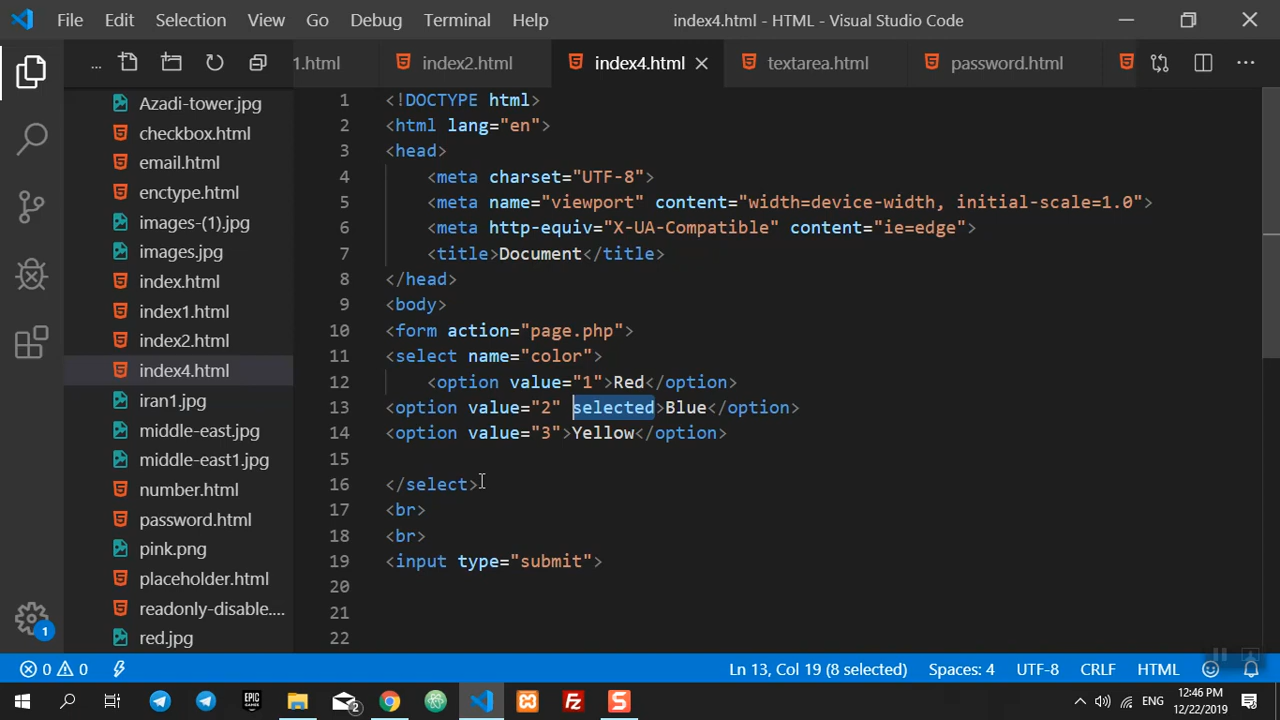 File Edit Selection View Go Debug Terminal Help index4.html - HTML - Visual Studio Code
... 1.html index2.html index4.html textarea.html password.html ...
Azadi-tower.jpg
checkbox.html
email.html
enctype.html
images-(1).jpg
images.jpg
index.html
index1.html
index2.html
index4.html
iran1.jpg
middle-east.jpg
middle-east1.jpg
number.html
password.html
pink.png
placeholder.html
readonly-disable....
red.jpg
1 <!DOCTYPE html>
2 <html lang="en">
3 <head>
4 <meta charset="UTF-8">
5 <meta name="viewport" content="width=device-width, initial-scale=1.0">
6 <meta http-equiv="X-UA-Compatible" content="ie=edge">
7 <title>Document</title>
8 </head>
9 <body>
10 <form action="page.php">
11 <select name="color">
12 <option value="1">Red</option>
13 <option value="2" selected>Blue</option>
14 <option value="3">Yellow</option>
15
16 </select>
17 <br>
18 <br>
19 <input type="submit">
20
21
22
1
0 0 Ln 13, Col 19 (8 selected) Spaces: 4 UTF-8 CRLF HTML
EPIC GAMES 2 Fz S ENG 12:46 PM
12/22/2019